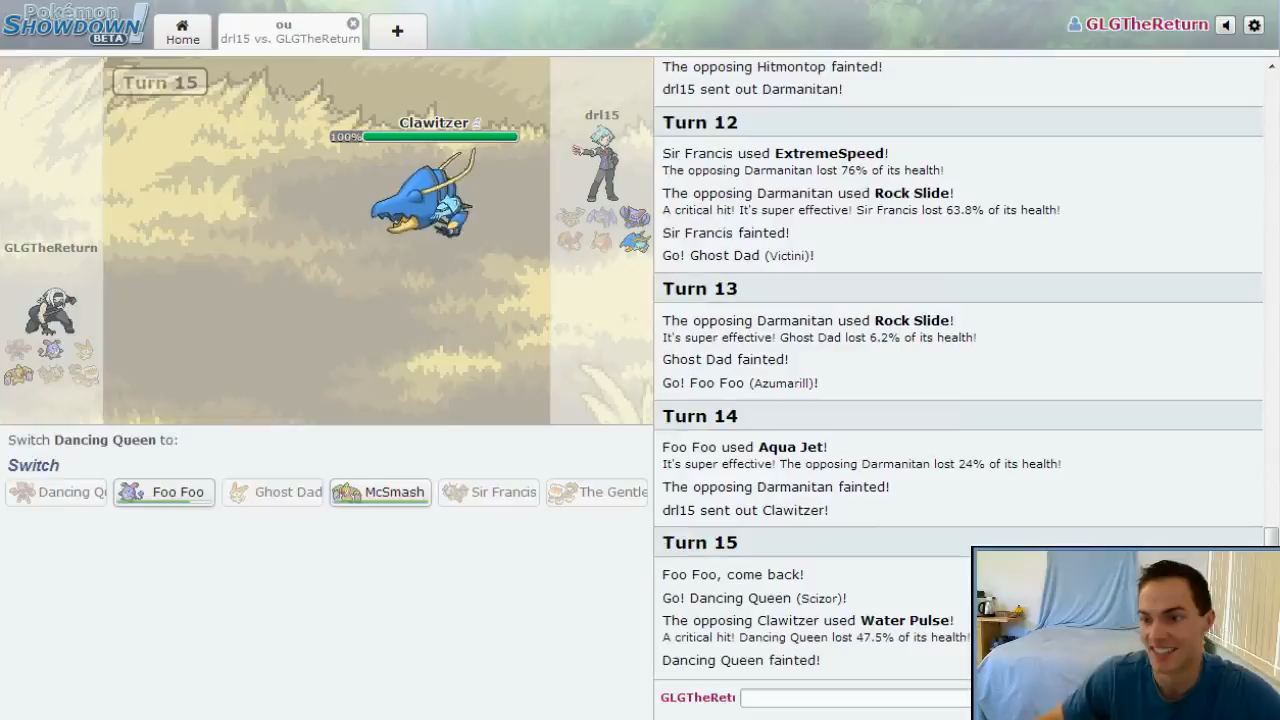 Pokémon
SHOWDOWN!
BETA
Home
ou
drl15 vs. GLGTheReturn
+
GLGTheReturn
Turn 15
Clawitzer
100%
drl15
GLGTheReturn
Switch Dancing Queen to:
Switch
Dancing Q
Foo Foo
Ghost Dad
McSmash
Sir Francis
The Gentle
The opposing Hitmontop fainted!
drl15 sent out Darmanitan!
Turn 12
Sir Francis used ExtremeSpeed!
The opposing Darmanitan lost 76% of its health!
The opposing Darmanitan used Rock Slide!
A critical hit! It's super effective! Sir Francis lost 63.8% of its health!
Sir Francis fainted!
Go! Ghost Dad (Victini)!
Turn 13
The opposing Darmanitan used Rock Slide!
It's super effective! Ghost Dad lost 6.2% of its health!
Ghost Dad fainted!
Go! Foo Foo (Azumarill)!
Turn 14
Foo Foo used Aqua Jet!
It's super effective! The opposing Darmanitan lost 24% of its health!
The opposing Darmanitan fainted!
drl15 sent out Clawitzer!
Turn 15
Foo Foo, come back!
Go! Dancing Queen (Scizor)!
The opposing Clawitzer used Water Pulse!
A critical hit! Dancing Queen lost 47.5% of its health!
Dancing Queen fainted!
GLGTheRetu